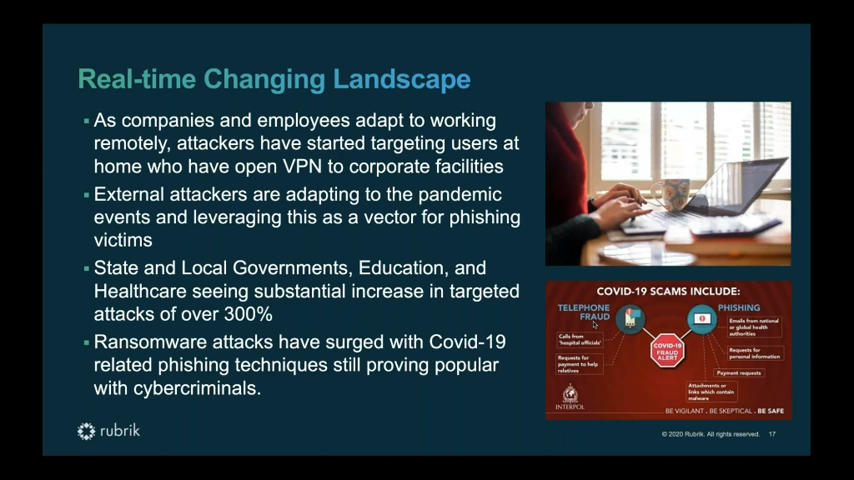 Real-time Changing Landscape
▪ As companies and employees adapt to working
remotely, attackers have started targeting users at
home who have open VPN to corporate facilities
▪ External attackers are adapting to the pandemic
events and leveraging this as a vector for phishing
victims
▪ State and Local Governments, Education, and
Healthcare seeing substantial increase in targeted
attacks of over 300%
▪ Ransomware attacks have surged with Covid-19
related phishing techniques still proving popular
with cybercriminals.
COVID-19 SCAMS INCLUDE:
TELEPHONE
FRAUD
Calls from
'hospital officials'
Requests for
payment to help
relatives
COVID-19
FRAUD
ALERT
PHISHING
Emails from national
or global health
authorities
Requests for
personal information
Payment requests
Attachments or
links which contain
malware
INTERPOL
BE VIGILANT . BE SKEPTICAL . BE SAFE
rubrik
© 2020 Rubrik. All rights reserved. 17